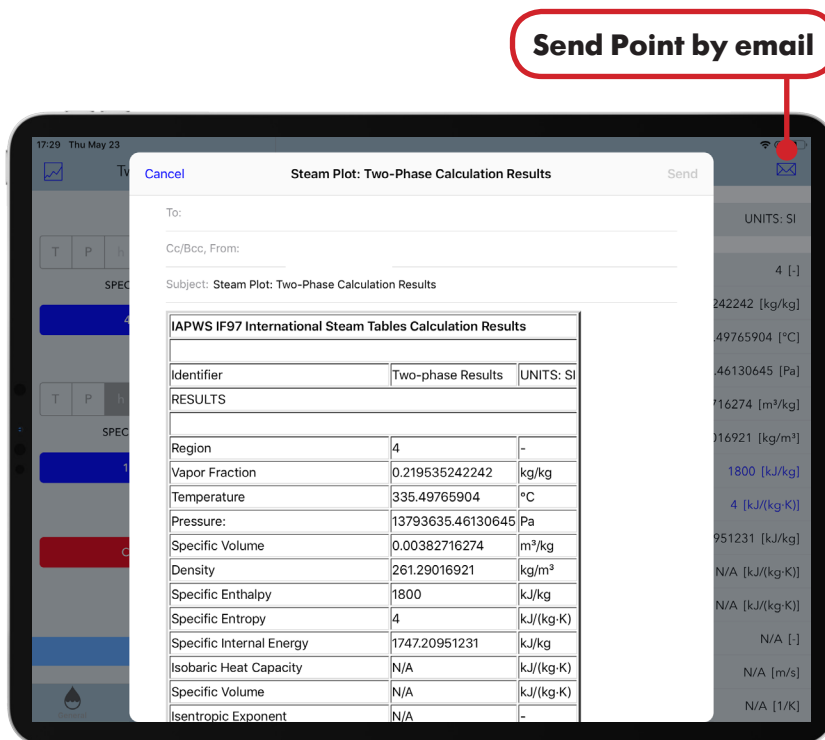 Send Point by email
17:29 Thu May 23
Cancel
Steam Plot: Two-Phase Calculation Results
Send
To:
Cc/Bcc, From:
Subject: Steam Plot: Two-Phase Calculation Results
IAPWS IF97 International Steam Tables Calculation Results
Identifier Two-phase Results UNITS: SI
RESULTS
Region 4 -
Vapor Fraction 0.219535242242 kg/kg
Temperature 335.49765904 °C
Pressure: 13793635.46130645 Pa
Specific Volume 0.00382716274 m³/kg
Density 261.29016921 kg/m³
Specific Enthalpy 1800 kJ/kg
Specific Entropy 4 kJ/(kg·K)
Specific Internal Energy 1747.20951231 kJ/kg
Isobaric Heat Capacity N/A kJ/(kg·K)
Specific Volume N/A kJ/(kg·K)
Isentropic Exponent N/A -
T P h
SPEC
4
T P h
SPEC
1
C
UNITS: SI
4 [-]
242242 [kg/kg]
.49765904 [°C]
.46130645 [Pa]
716274 [m³/kg]
016921 [kg/m³]
1800 [kJ/kg]
4 [kJ/(kg·K)]
951231 [kJ/kg]
N/A [kJ/(kg·K)]
N/A [kJ/(kg·K)]
N/A [-]
N/A [m/s]
N/A [1/K]